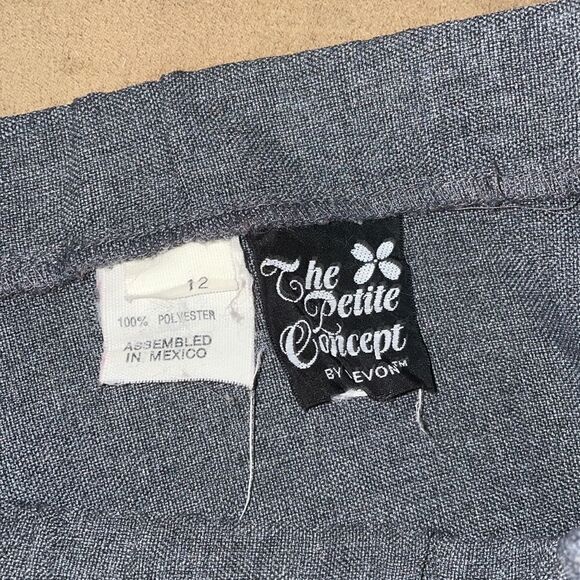 12
100% POLYESTER
ASSEMBLED
IN MEXICO
The
Petite
Concept
BY LEVON™